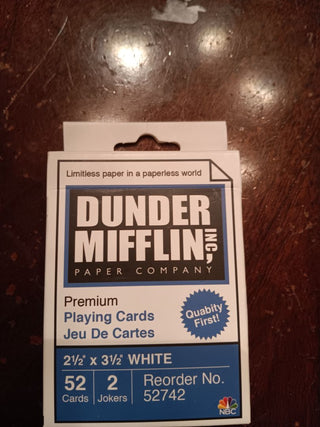 Limitless paper in a paperless world
DUNDER
MIFFLIN INC,
PAPER COMPANY
Premium
Playing Cards
Jeu De Cartes
Quabity
First!
2½" x 3½" WHITE
52 Cards
2 Jokers
Reorder No.
52742
NBC